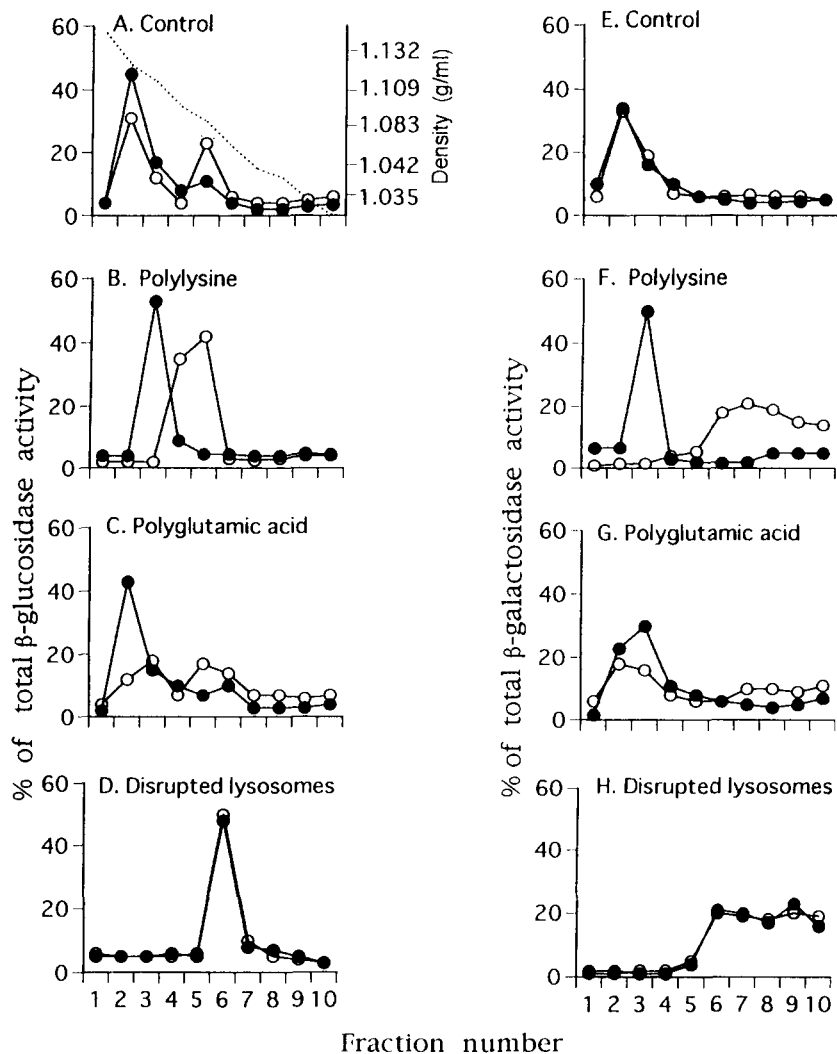 A. Control
60
40
20
0
1.132
1.109
1.083
1.042
1.035
Density (g/ml)
E. Control
60
40
20
0
B. Polylysine
60
40
20
0
F. Polylysine
60
40
20
0
C. Polyglutamic acid
60
40
20
0
G. Polyglutamic acid
60
40
20
0
D. Disrupted lysosomes
60
40
20
0
1 2 3 4 5 6 7 8 9 10
H. Disrupted lysosomes
60
40
20
0
1 2 3 4 5 6 7 8 9 10
% of total β-glucosidase activity
% of total β-galactosidase activity
Fraction number